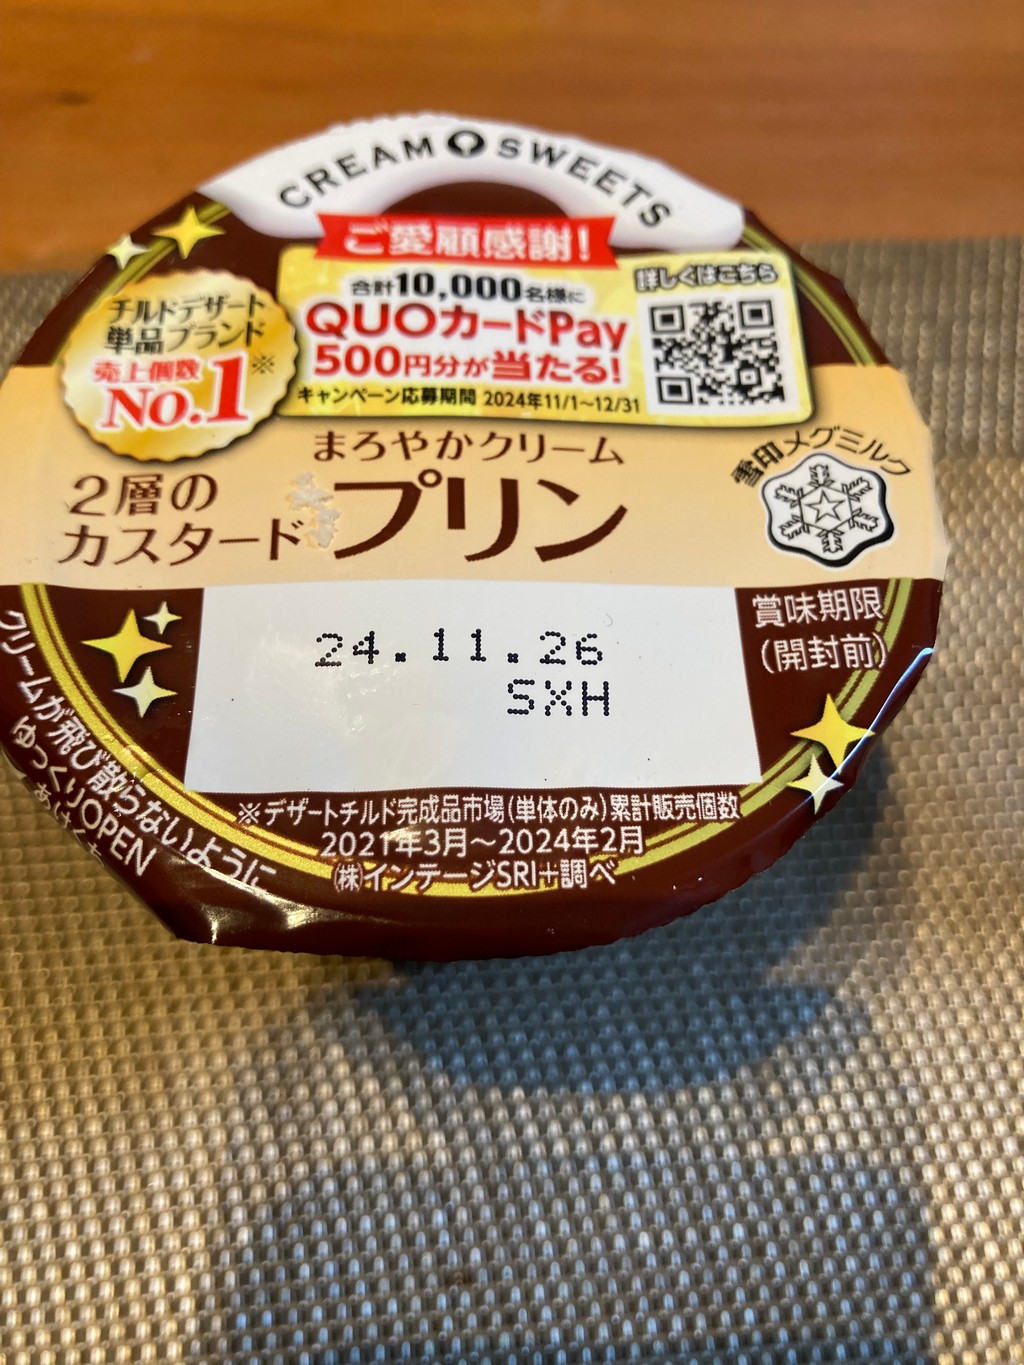 CREAM SWEETS
ご愛顧感謝!
合計10,000名様に
QUOカードPay
500円分が当たる!
キャンペーン応募期間 2024年11/1~12/31
詳しくはこちら
チルドデザート
単品ブランド
売上個数
No.1※
まろやかクリーム
2層の
カスタード
プリン
雪印メグミルク
賞味期限
(開封前)
24.11.26
SXH
※デザートチルド完成品市場(単体のみ)累計販売個数
2021年3月~2024年2月
㈱インテージSRI+調べ
クリームが飛び散らないように
ゆっくりOPEN